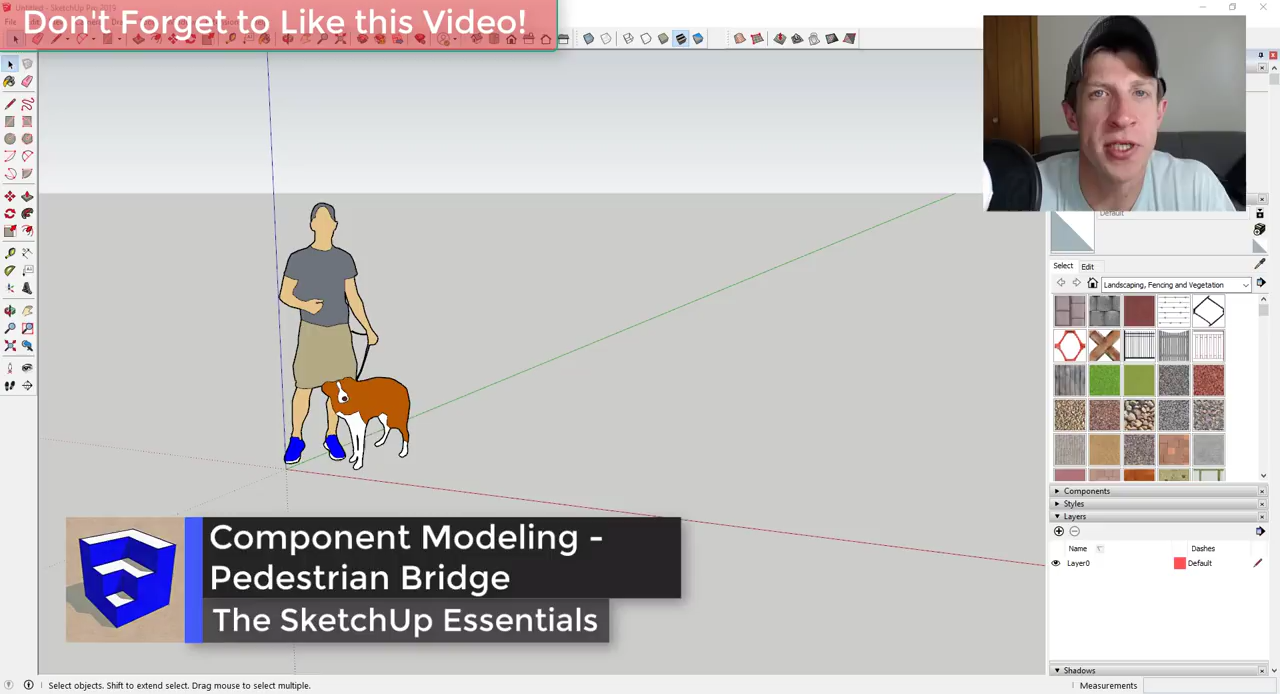 Don't Forget to Like this Video!
Default
Select
Edit
Landscaping, Fencing and Vegetation
Components
Styles
Layers
Name
Dashes
Layer0
Default
Component Modeling -
Pedestrian Bridge
The SketchUp Essentials
Shadows
Select objects. Shift to extend select. Drag mouse to select multiple.
Measurements